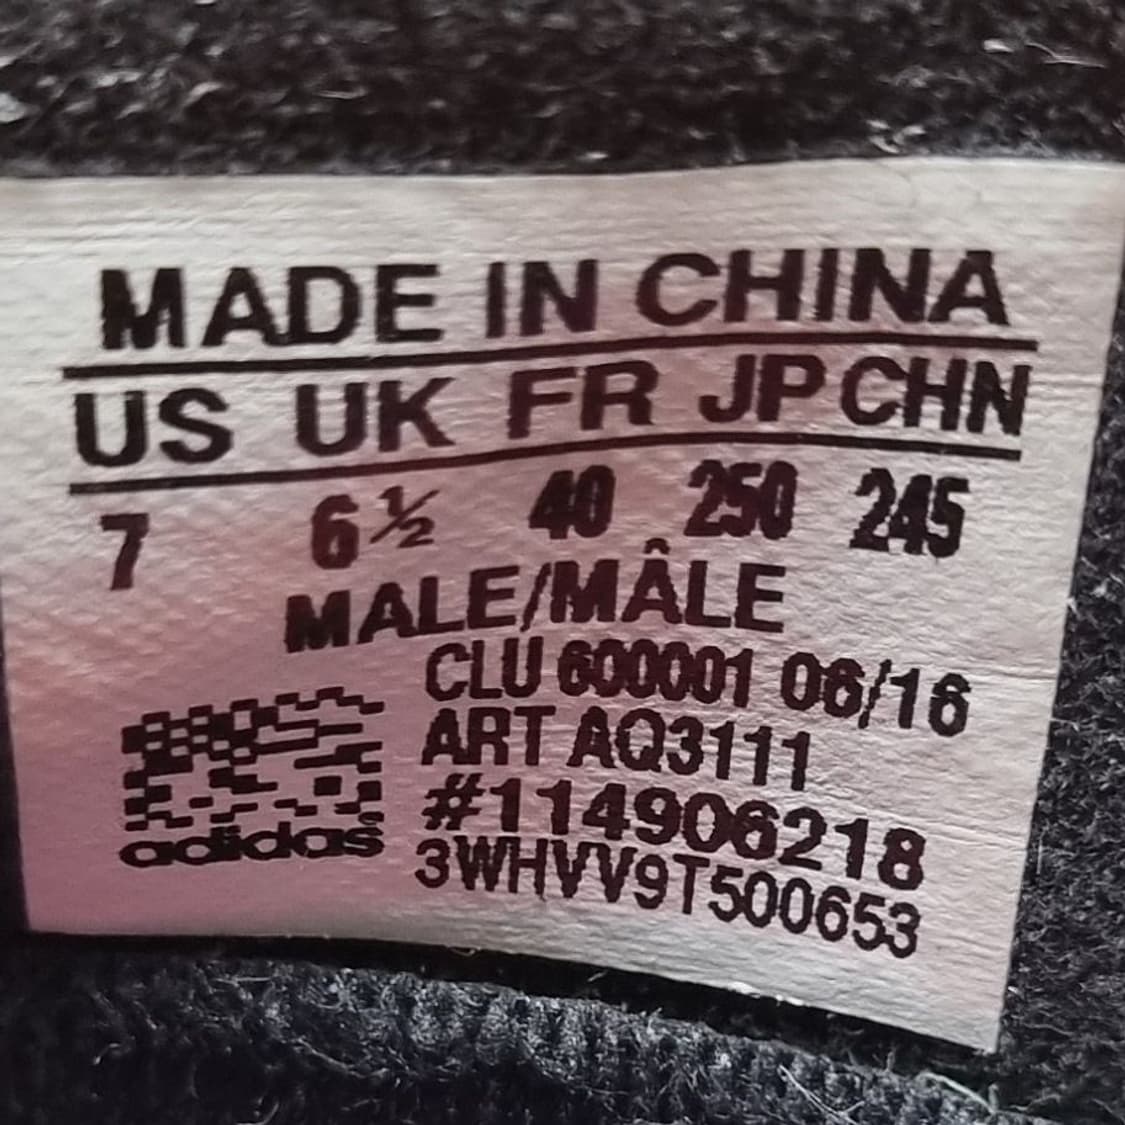 MADE IN CHINA
US UK FR JP CHN
7 6½ 40 250 245
MALE/MÂLE
CLU 600001 06/16
ART AQ3111
#114906218
3WHVV9T500653
adidas